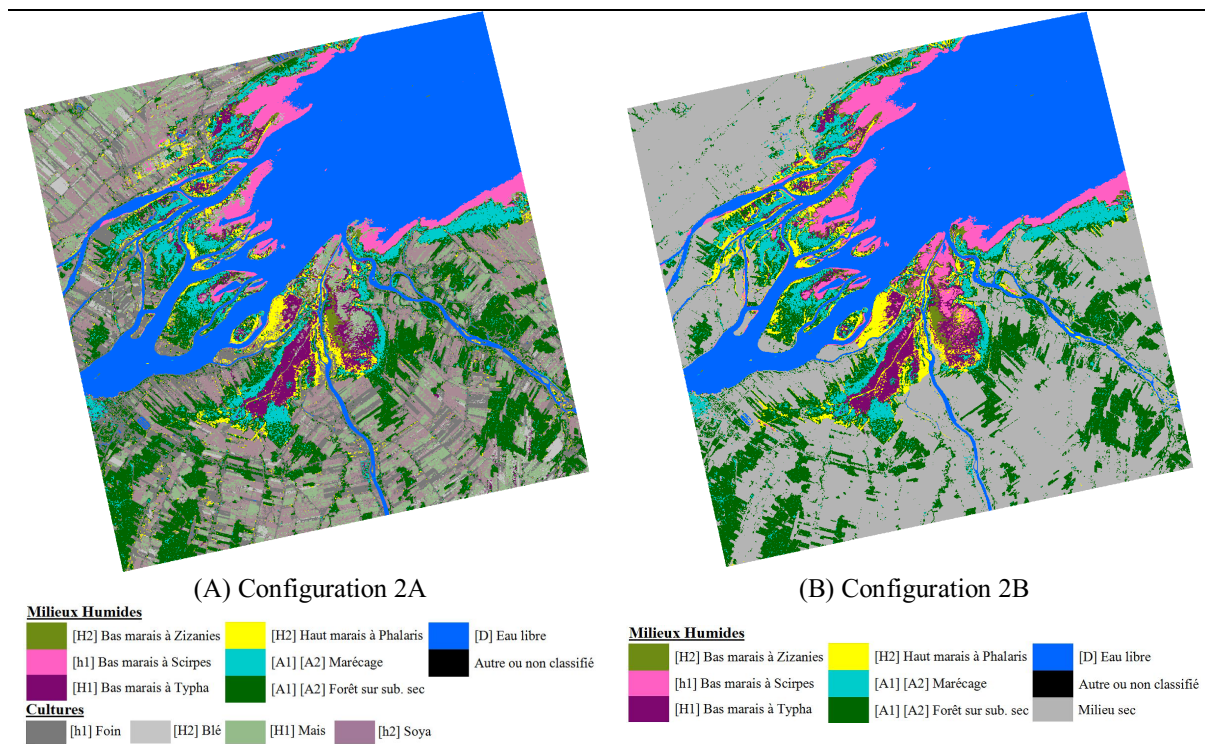 (A) Configuration 2A
(B) Configuration 2B
Milieux Humides
[H2] Bas marais à Zizanies
[H2] Haut marais à Phalaris
[D] Eau libre
[h1] Bas marais à Scirpes
[A1] [A2] Marécage
Autre ou non classifié
[H1] Bas marais à Typha
[A1] [A2] Forêt sur sub. sec
Cultures
[h1] Foin
[H2] Blé
[H1] Mais
[h2] Soya
Milieux Humides
[H2] Bas marais à Zizanies
[H2] Haut marais à Phalaris
[D] Eau libre
[h1] Bas marais à Scirpes
[A1] [A2] Marécage
Autre ou non classifié
[H1] Bas marais à Typha
[A1] [A2] Forêt sur sub. sec
Milieu sec